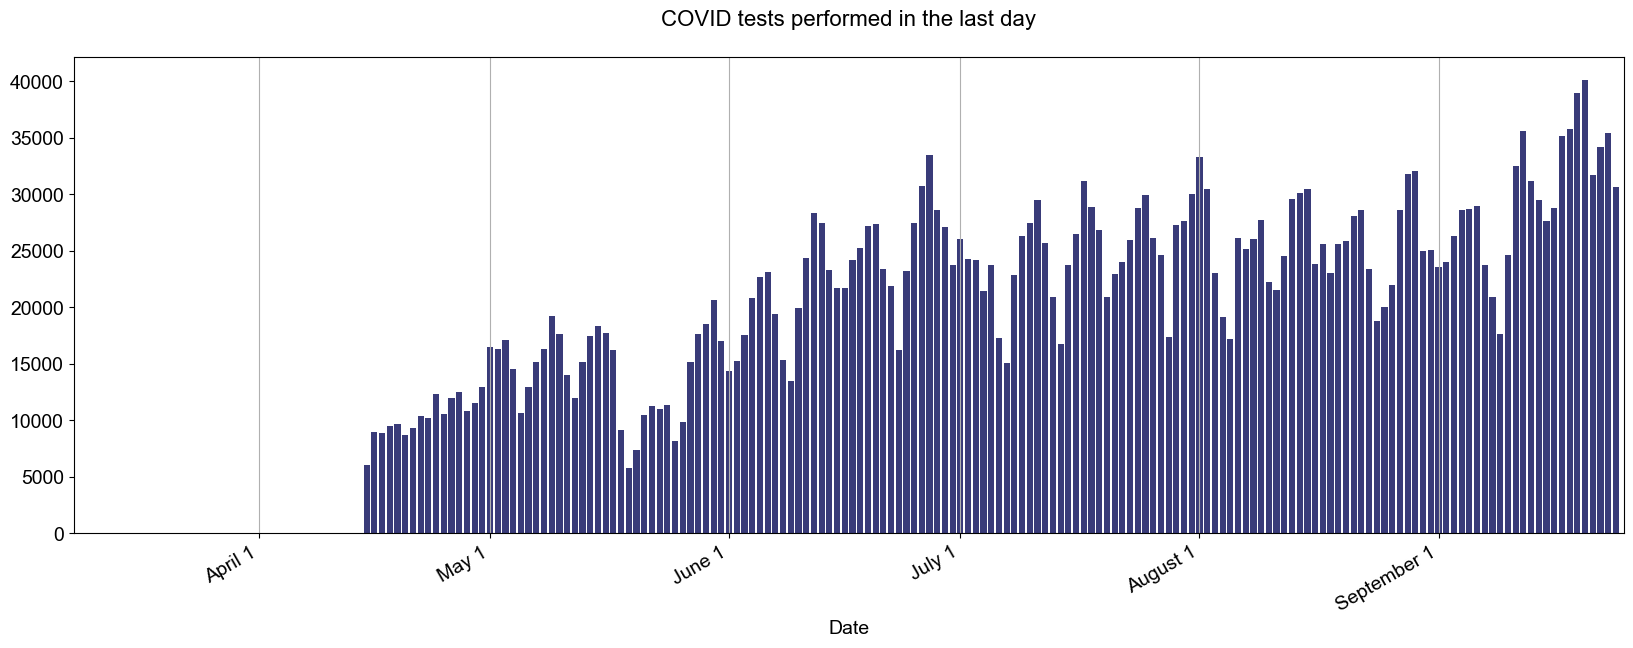 COVID tests performed in the last day
40000
35000
30000
25000
20000
15000
10000
5000
0
April 1
May 1
June 1
July 1
August 1
September 1
Date